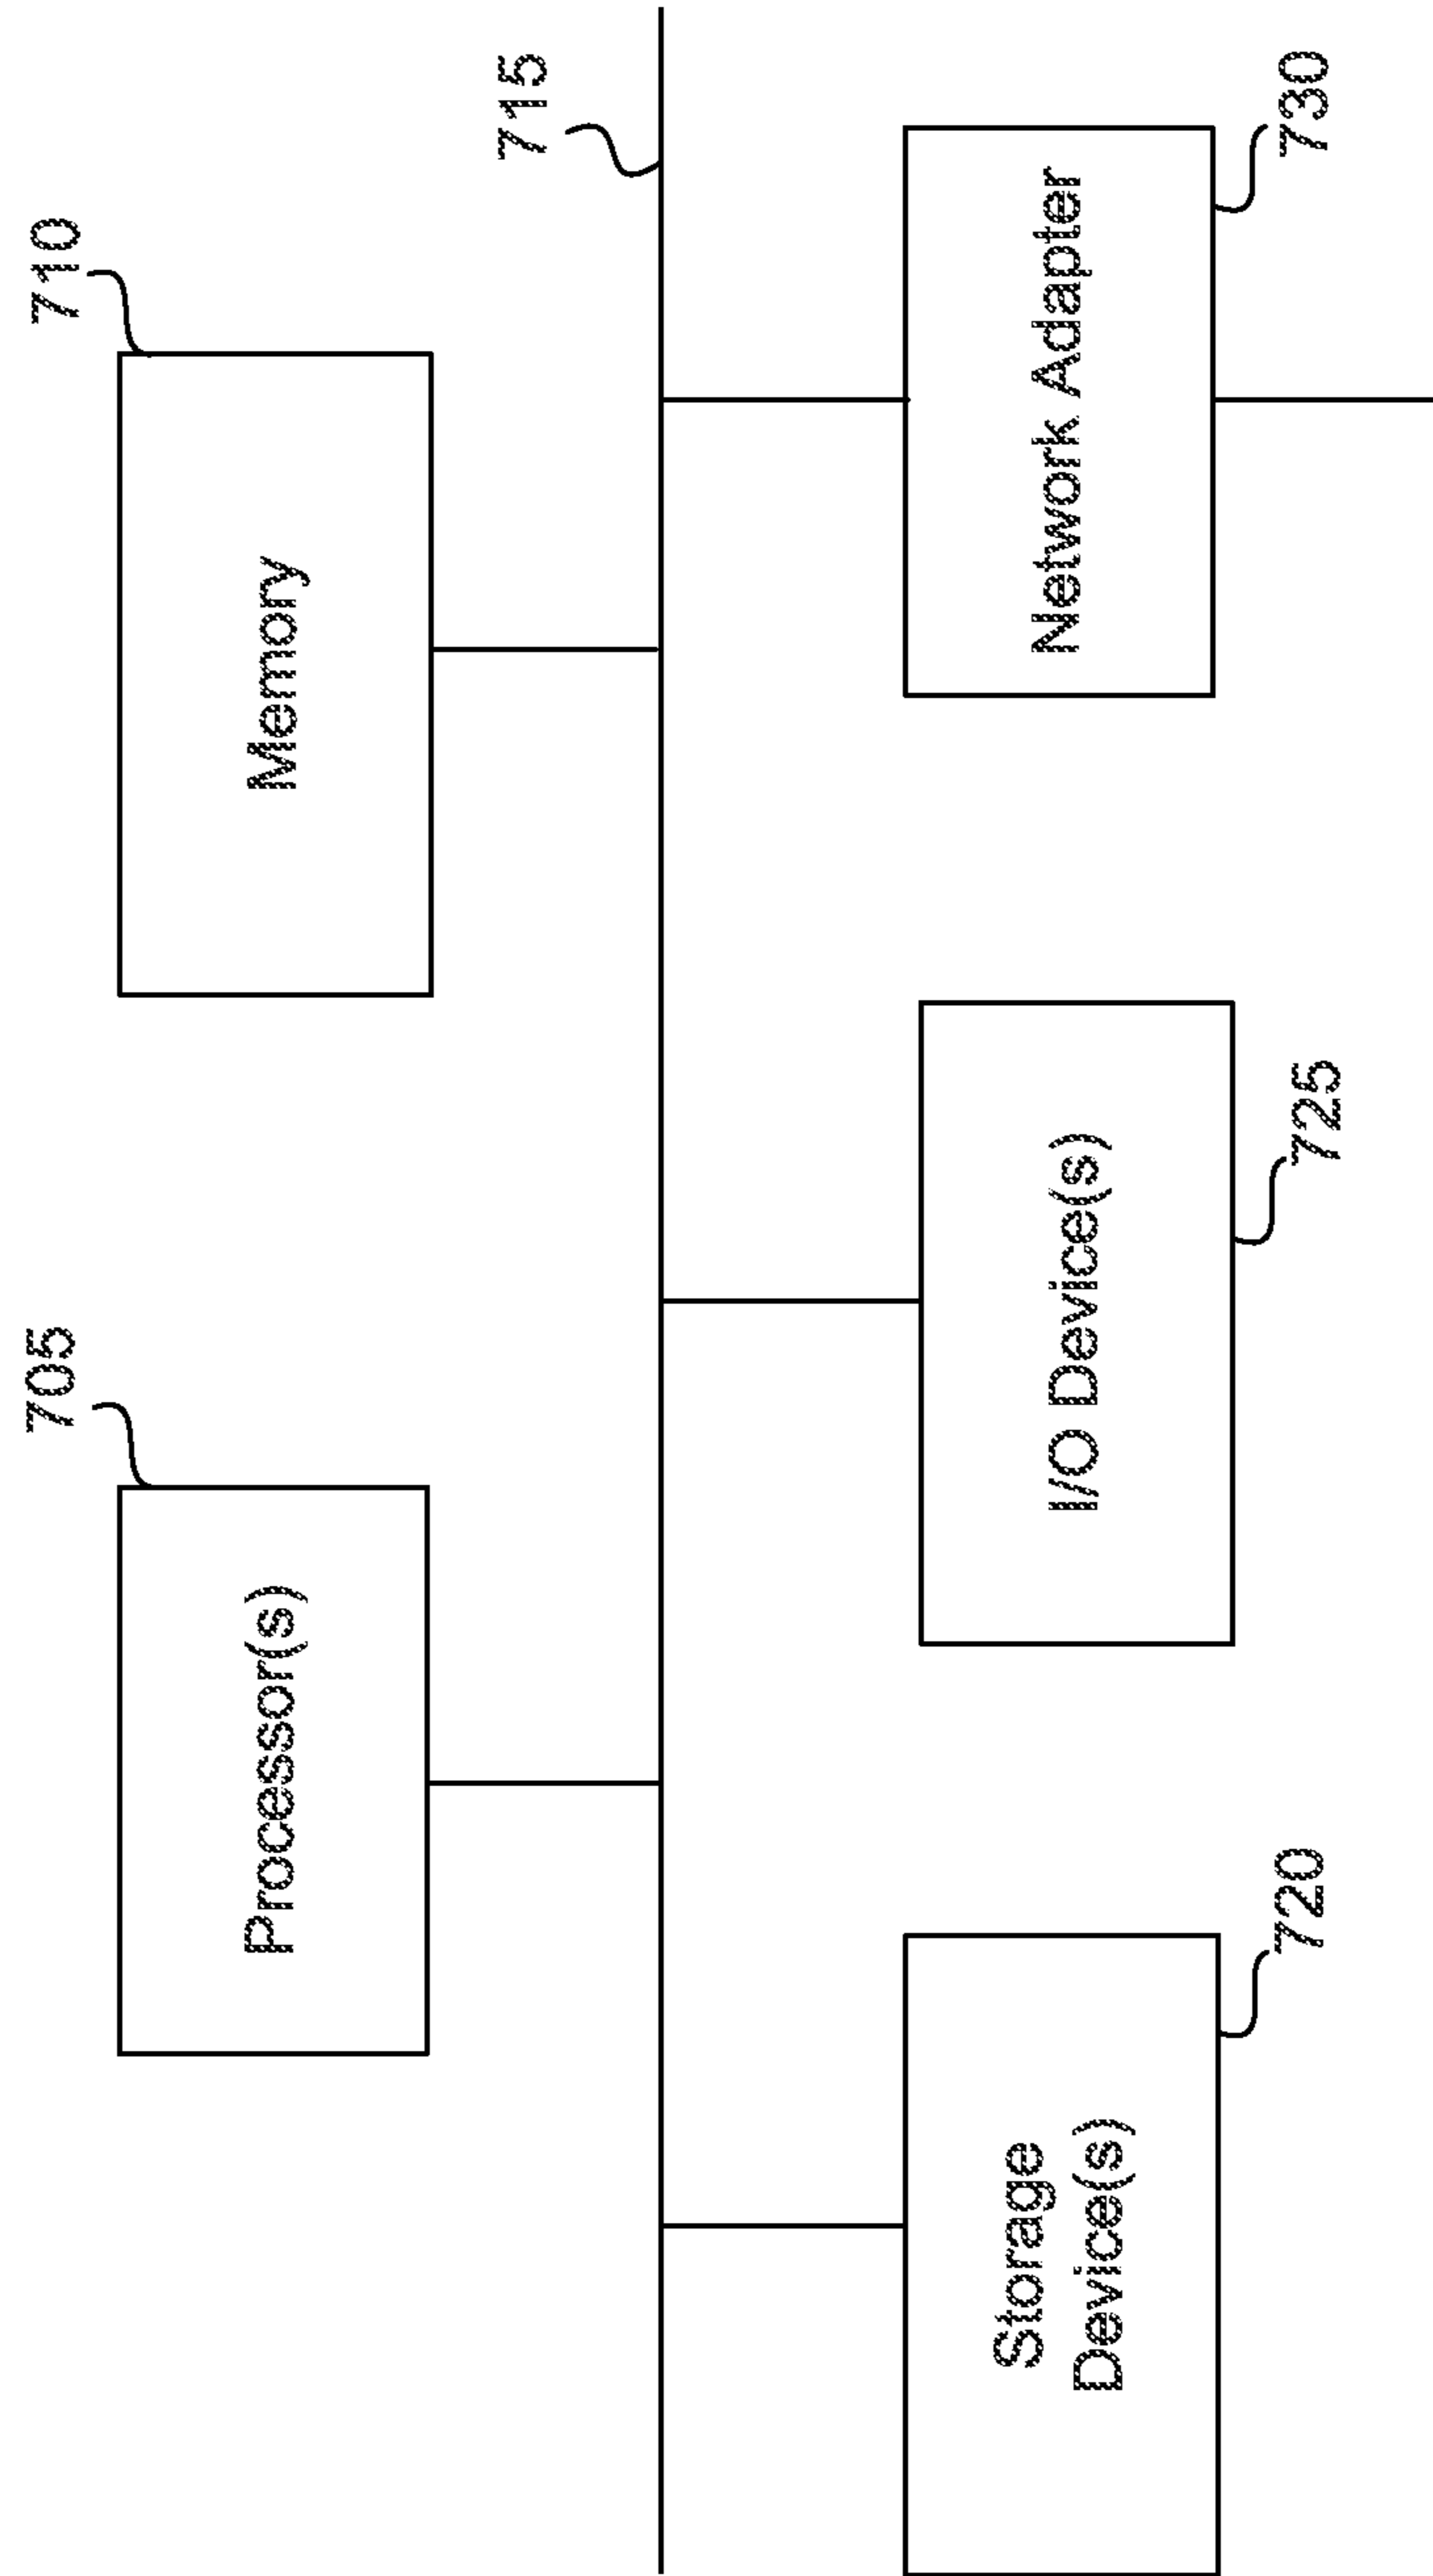 705
Processor(s)
710
Memory
715
Storage
Device(s)
720
I/O Device(s)
725
Network Adapter
730